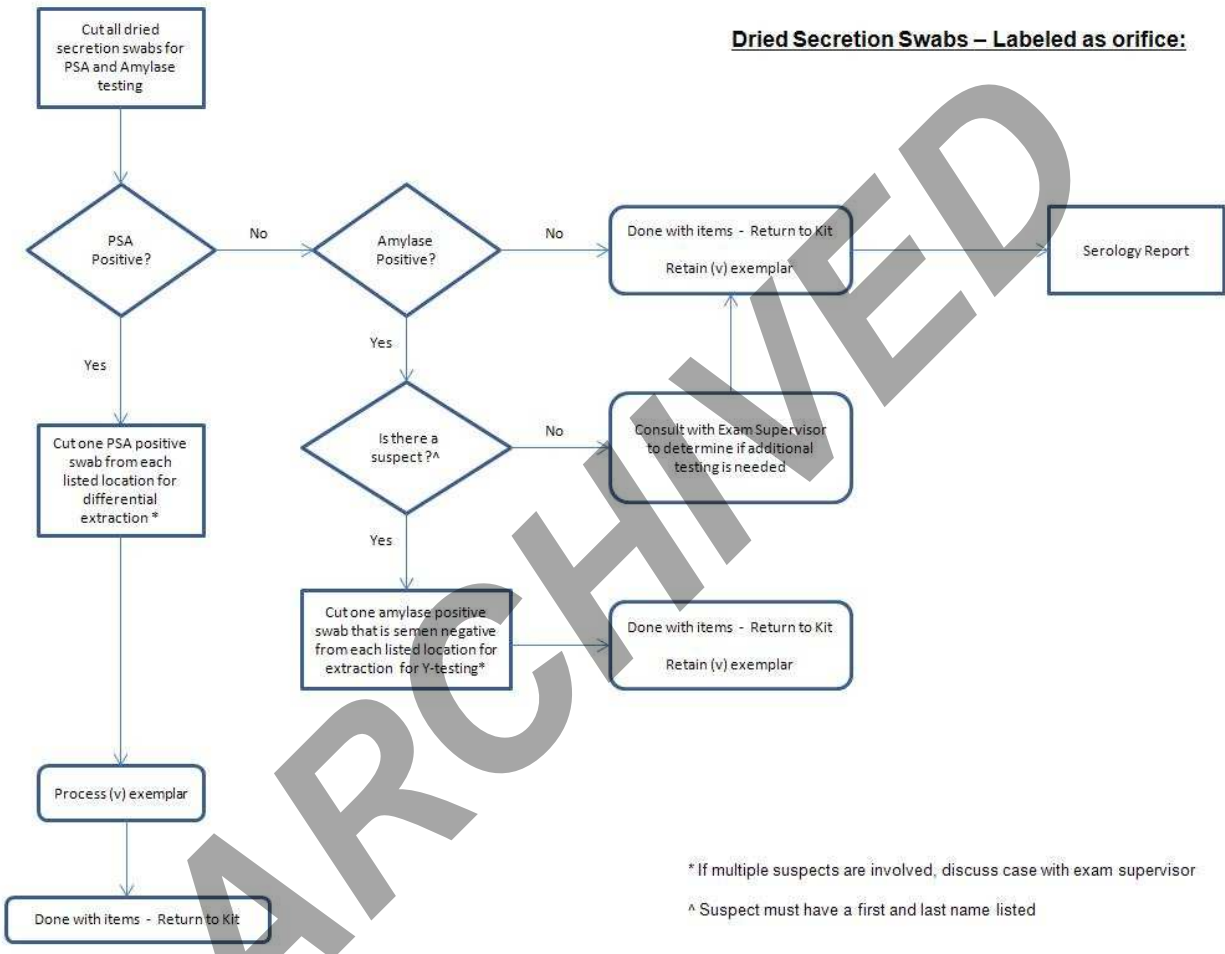 Dried Secretion Swabs – Labeled as orifice:
Cut all dried
secretion swabs for
PSA and Amylase
testing
PSA
Positive?
No
Amylase
Positive?
No
Done with items - Return to Kit
Retain (v) exemplar
Serology Report
Yes
Yes
Cut one PSA positive
swab from each
listed location for
differential
extraction *
Is there a
suspect ?^
No
Consult with Exam Supervisor
to determine if additional
testing is needed
Yes
Cut one amylase positive
swab that is semen negative
from each listed location for
extraction for Y-testing*
Done with items - Return to Kit
Retain (v) exemplar
Process (v) exemplar
Done with items - Return to Kit
* If multiple suspects are involved, discuss case with exam supervisor
^ Suspect must have a first and last name listed
ARCHIVED